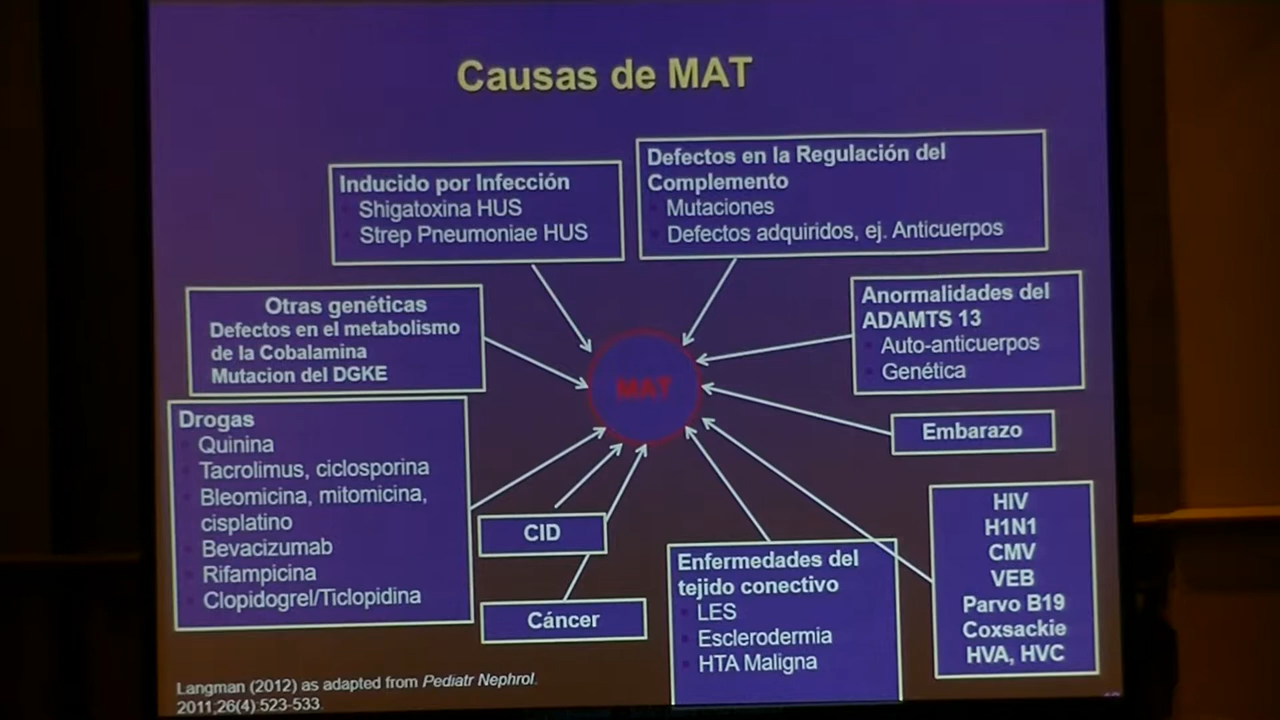 Causas de MAT
Inducido por Infección
Shigatoxina HUS
Strep Pneumoniae HUS
Defectos en la Regulación del
Complemento
Mutaciones
Defectos adquiridos, ej. Anticuerpos
Otras genéticas
Defectos en el metabolismo
de la Cobalamina
Mutacion del DGKE
Anormalidades del
ADAMTS 13
Auto-anticuerpos
Genética
MAT
Drogas
Quinina
Tacrolimus, ciclosporina
Bleomicina, mitomicina,
cisplatino
Bevacizumab
Rifampicina
Clopidogrel/Ticlopidina
Embarazo
CID
Cáncer
Enfermedades del
tejido conectivo
LES
Esclerodermia
HTA Maligna
HIV
H1N1
CMV
VEB
Parvo B19
Coxsackie
HVA, HVC
Langman (2012) as adapted from Pediatr Nephrol.
2011;26(4):523-533.